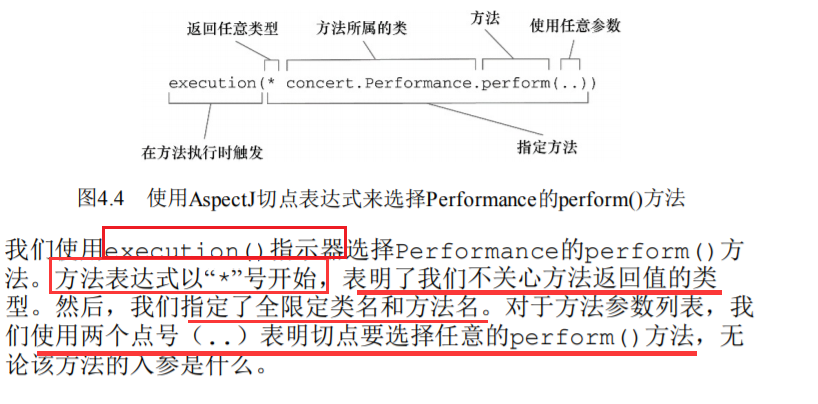 返回任意类型 方法所属的类 方法 使用任意参数
execution(* concert.Performance.perform(..))
在方法执行时触发 指定方法
图4.4 使用AspectJ切点表达式来选择Performance的perform()方法
我们使用execution()指示器选择Performance的perform()方
法。方法表达式以“*”号开始，表明了我们不关心方法返回值的类
型。然后，我们指定了全限定类名和方法名。对于方法参数列表，我
们使用两个点号（..）表明切点要选择任意的perform()方法，无
论该方法的入参是什么。